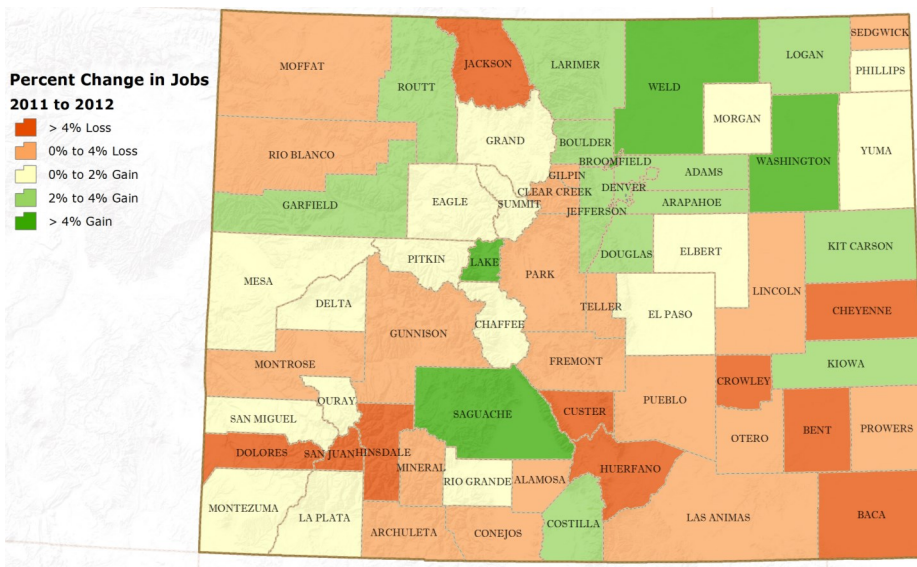 Percent Change in Jobs
2011 to 2012
> 4% Loss
0% to 4% Loss
0% to 2% Gain
2% to 4% Gain
> 4% Gain
MOFFAT
ROUTT
JACKSON
LARIMER
WELD
LOGAN
SEDGWICK
PHILLIPS
MORGAN
RIO BLANCO
GRAND
BOULDER
BROOMFIELD
WASHINGTON
YUMA
GARFIELD
EAGLE
SUMMIT
GILPIN
CLEAR CREEK
JEFFERSON
DENVER
ADAMS
ARAPAHOE
MESA
PITKIN
LAKE
PARK
DOUGLAS
ELBERT
KIT CARSON
DELTA
GUNNISON
CHAFFEE
TELLER
EL PASO
LINCOLN
CHEYENNE
MONTROSE
OURAY
FREMONT
KIOWA
SAN MIGUEL
SAGUACHE
CUSTER
PUEBLO
CROWLEY
OTERO
BENT
PROWERS
DOLORES
SAN JUAN
HINSDALE
MINERAL
RIO GRANDE
ALAMOSA
HUERFANO
MONTEZUMA
LA PLATA
ARCHULETA
CONEJOS
COSTILLA
LAS ANIMAS
BACA